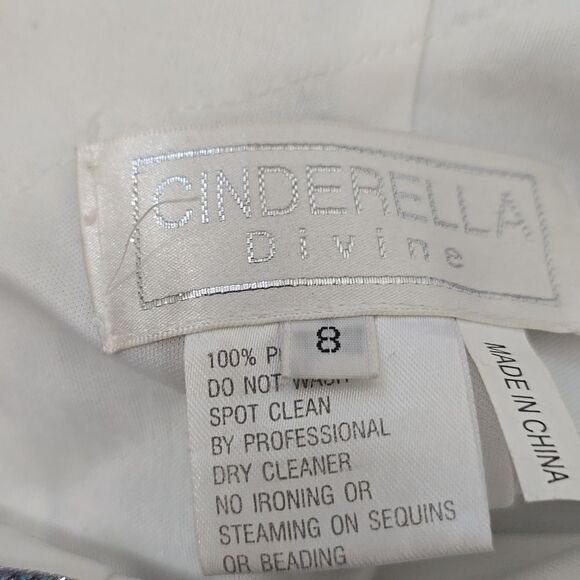 CINDERELLA
Divine
8
100% P
DO NOT WASH
SPOT CLEAN
BY PROFESSIONAL
DRY CLEANER
NO IRONING OR
STEAMING ON SEQUINS
OR BEADING
MADE IN CHINA